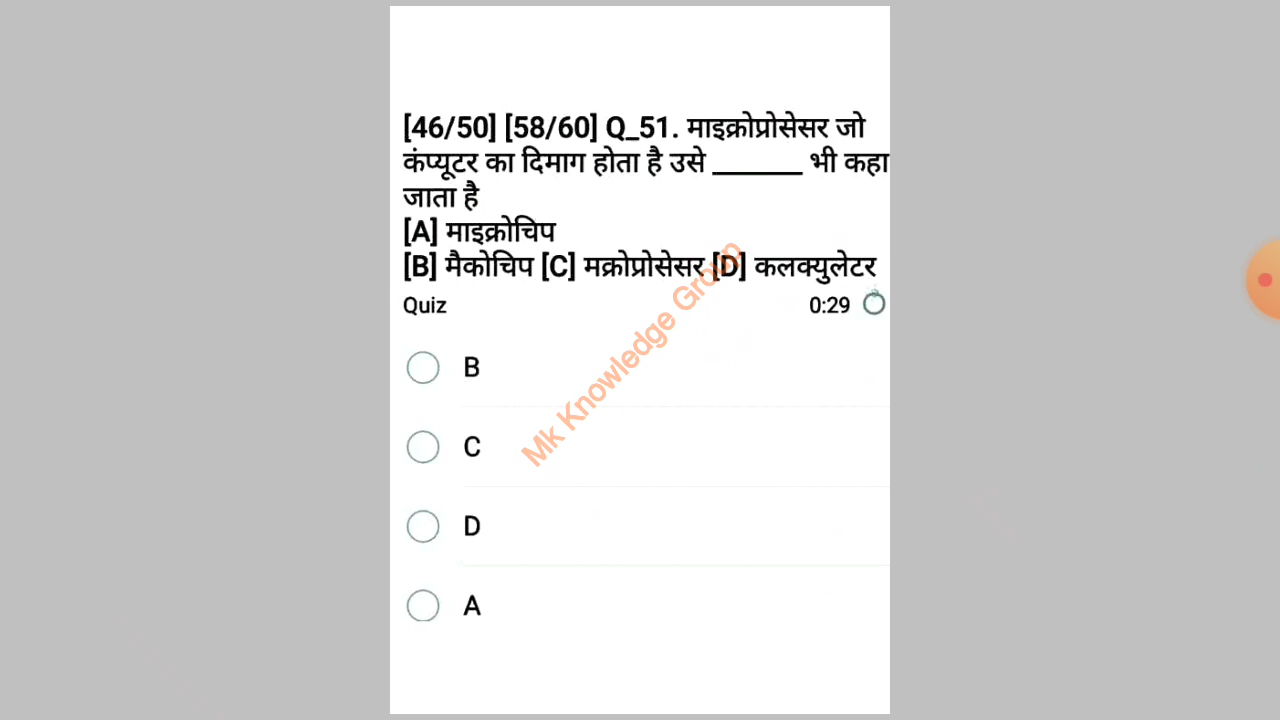 [46/50] [58/60] Q_51. माइक्रोप्रोसेसर जो
कंप्यूटर का दिमाग होता है उसे _______ भी कहा
जाता है
[A] माइक्रोचिप
[B] मैकोचिप [C] मक्रोप्रोसेसर [D] कलक्युलेटर
Quiz 0:29
B
C
D
A
Mk Knowledge Group